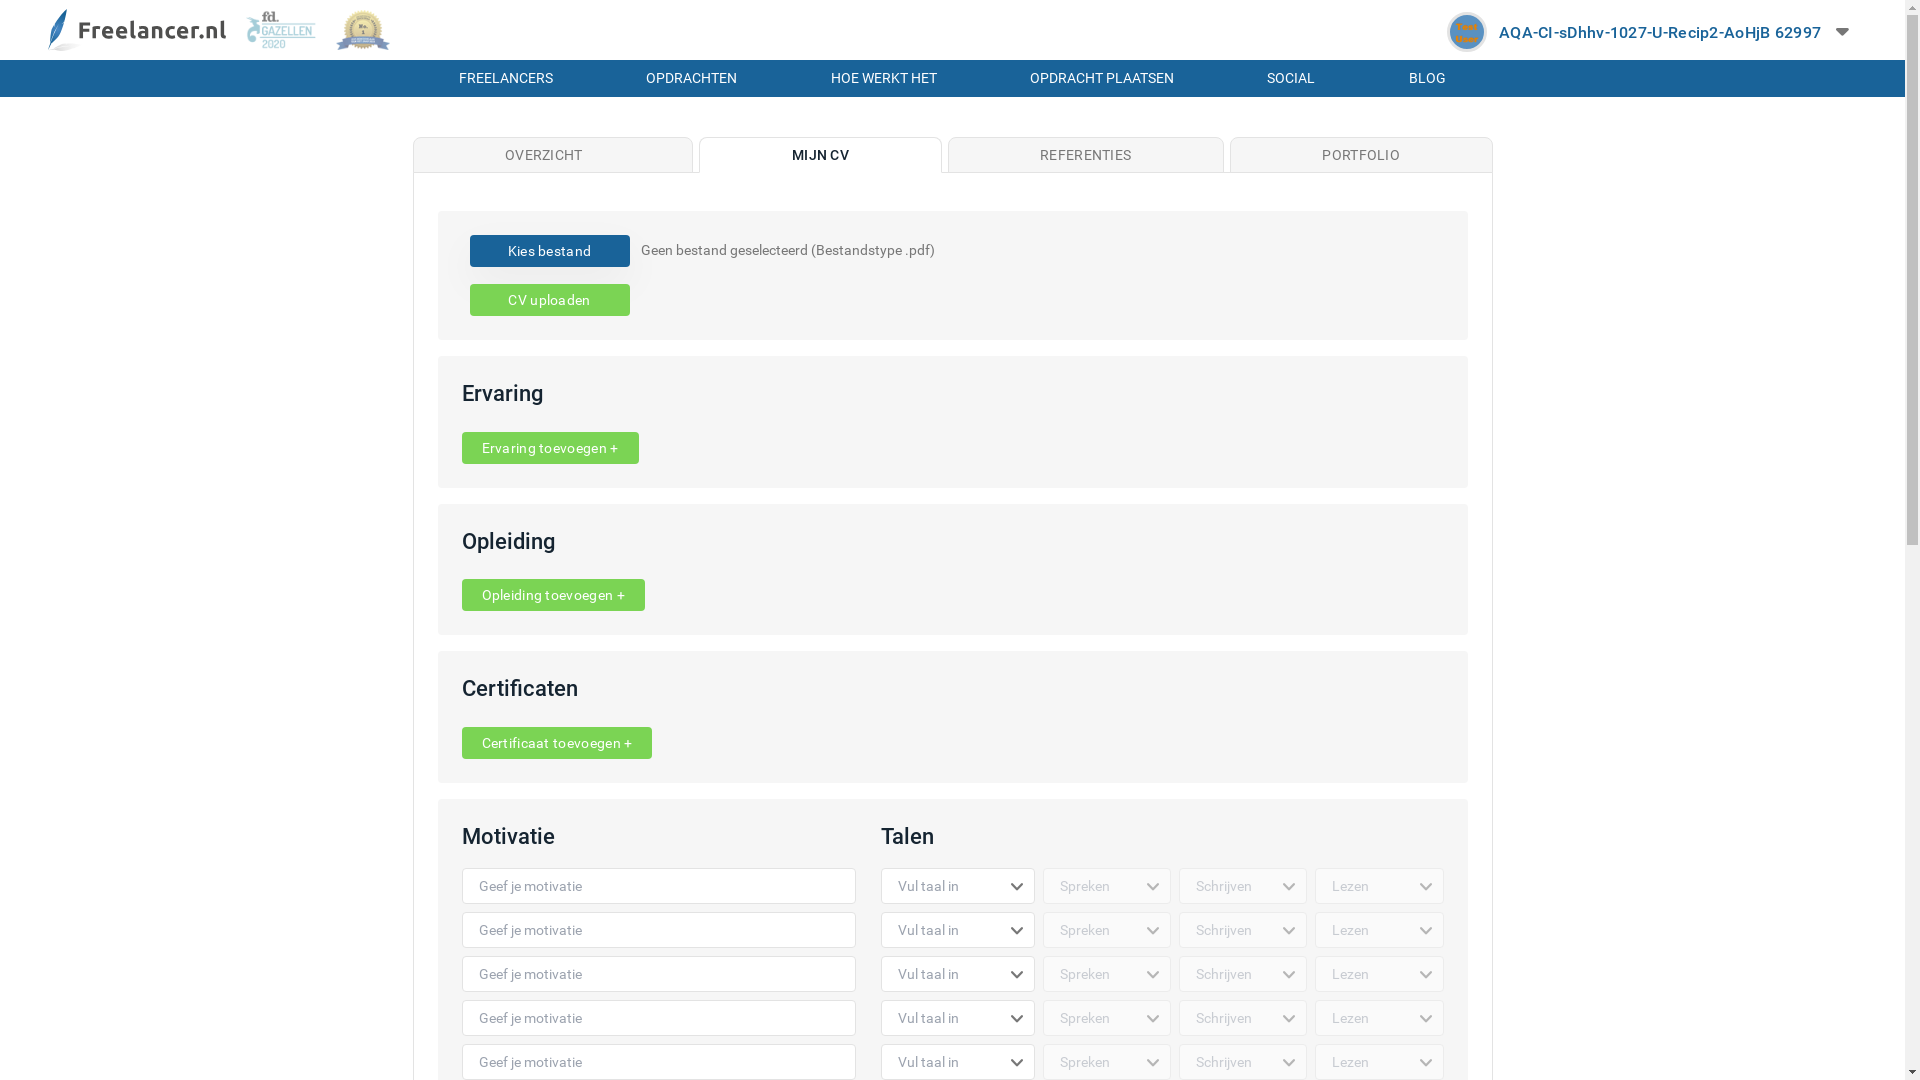 Freelancer.nl
fd.
GAZELLEN
2020
AQA-CI-sDhhv-1027-U-Recip2-AoHjB 62997
FREELANCERS OPDRACHTEN HOE WERKT HET OPDRACHT PLAATSEN SOCIAL BLOG
OVERZICHT MIJN CV REFERENTIES PORTFOLIO
Kies bestand Geen bestand geselecteerd (Bestandstype .pdf)
CV uploaden
Ervaring
Ervaring toevoegen +
Opleiding
Opleiding toevoegen +
Certificaten
Certificaat toevoegen +
Motivatie Talen
Geef je motivatie Vul taal in Spreken Schrijven Lezen
Geef je motivatie Vul taal in Spreken Schrijven Lezen
Geef je motivatie Vul taal in Spreken Schrijven Lezen
Geef je motivatie Vul taal in Spreken Schrijven Lezen
Geef je motivatie Vul taal in Spreken Schrijven Lezen